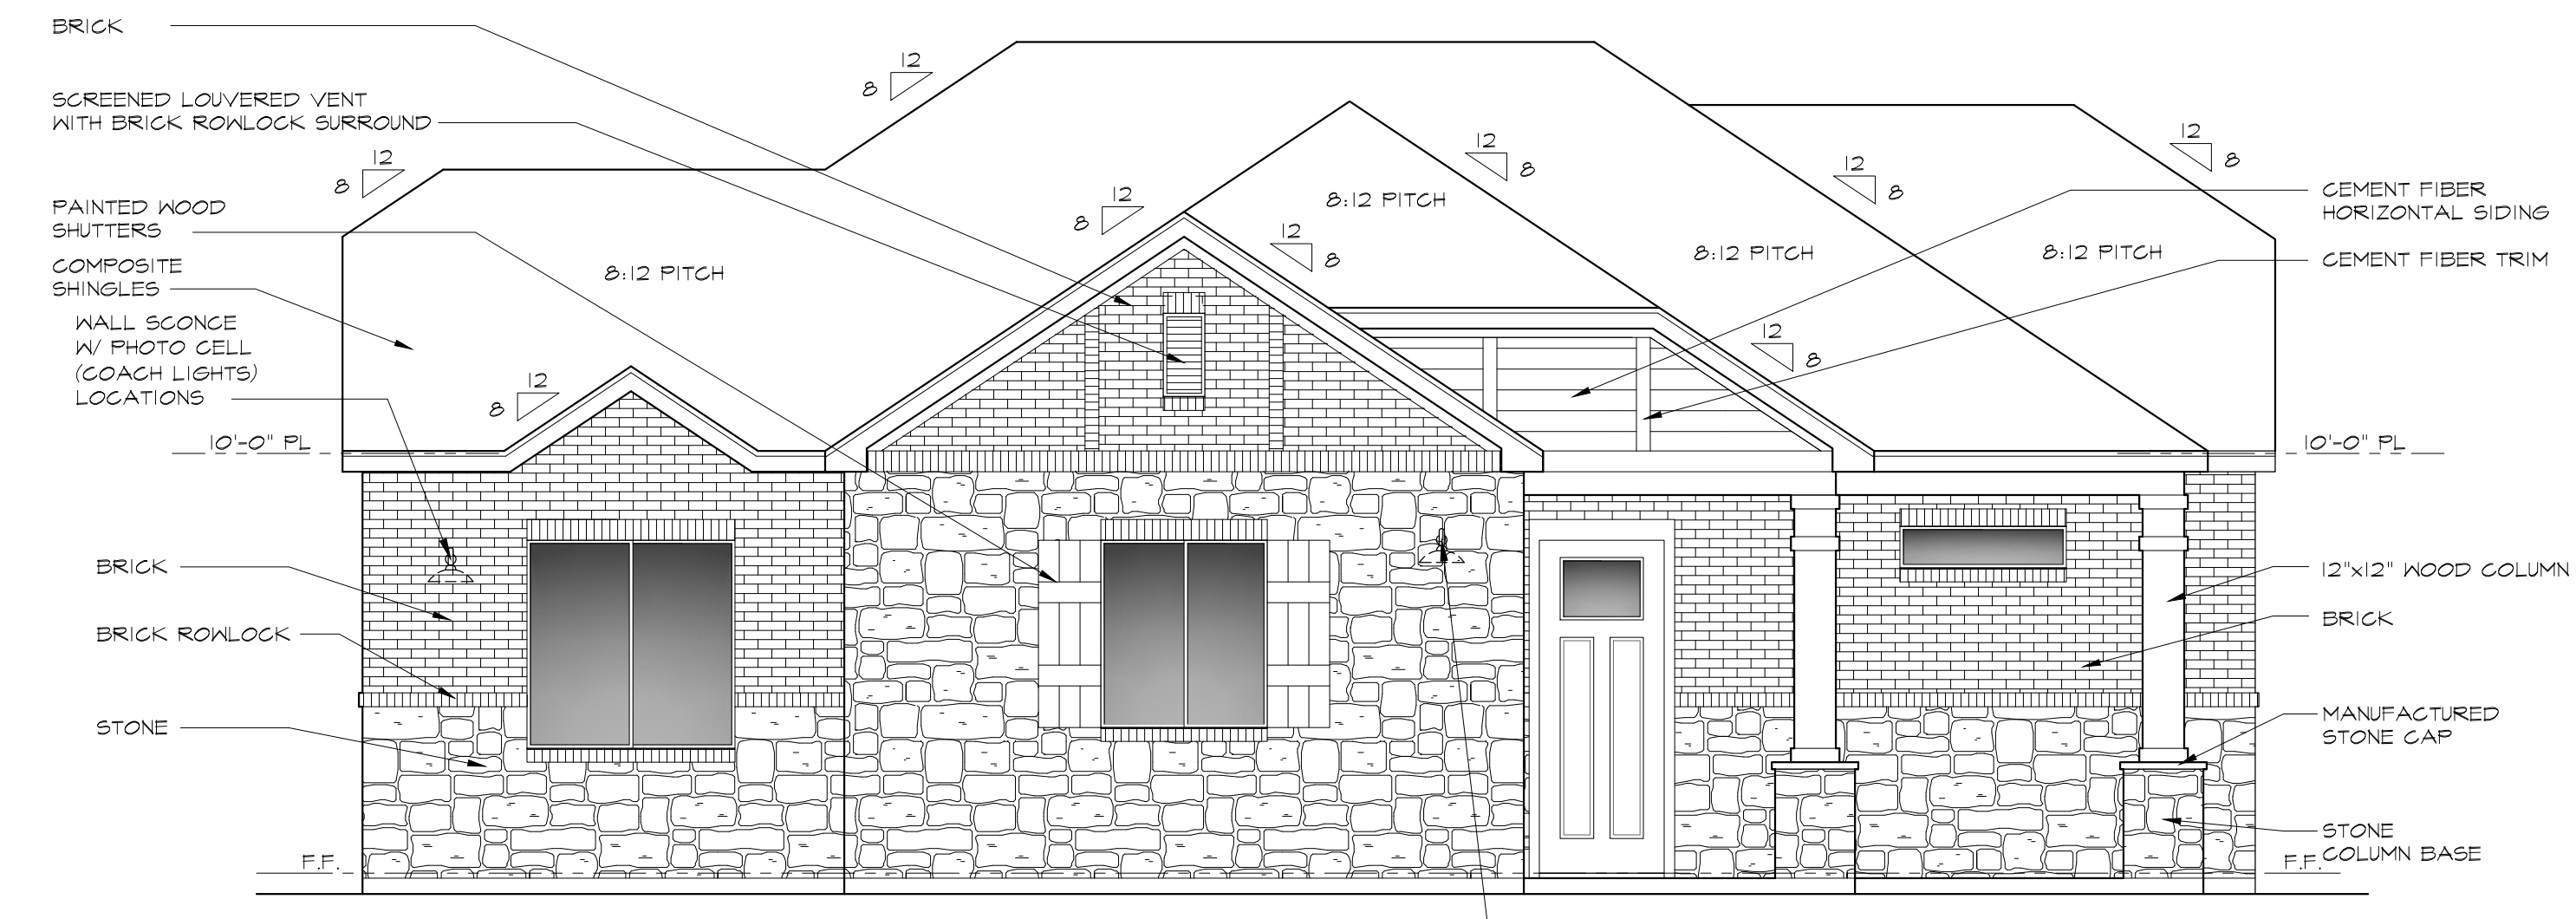 BRICK
SCREENED LOUVERED VENT
WITH BRICK ROWLOCK SURROUND
PAINTED WOOD
SHUTTERS
COMPOSITE
SHINGLES
WALL SCONCE
W/ PHOTO CELL
(COACH LIGHTS)
LOCATIONS
10'-0" PL
BRICK
BRICK ROWLOCK
STONE
F.F.
12
8
12
8
12
8
12
8
12
8
12
8
12
8
12
8
12
8
8:12 PITCH
8:12 PITCH
8:12 PITCH
8:12 PITCH
CEMENT FIBER
HORIZONTAL SIDING
CEMENT FIBER TRIM
10'-0" PL
12"x12" WOOD COLUMN
BRICK
MANUFACTURED
STONE CAP
STONE
COLUMN BASE
F.F.